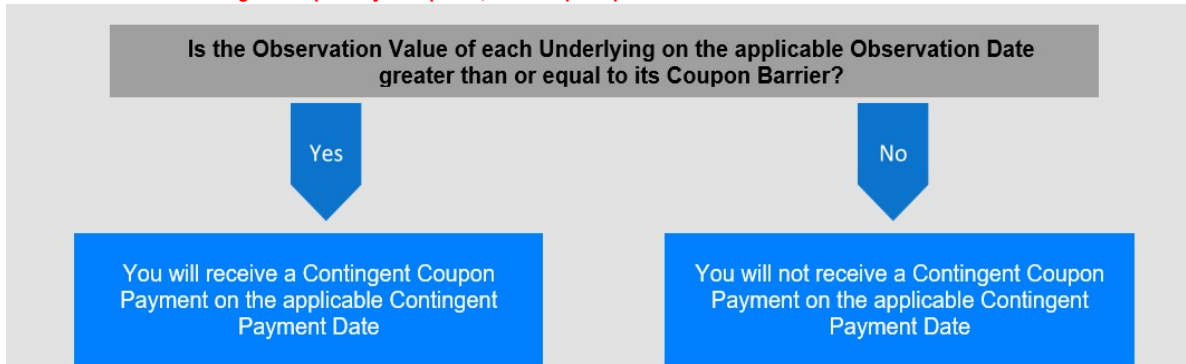 Is the Observation Value of each Underlying on the applicable Observation Date
greater than or equal to its Coupon Barrier?
Yes
No
You will receive a Contingent Coupon
Payment on the applicable Contingent
Payment Date
You will not receive a Contingent Coupon
Payment on the applicable Contingent
Payment Date